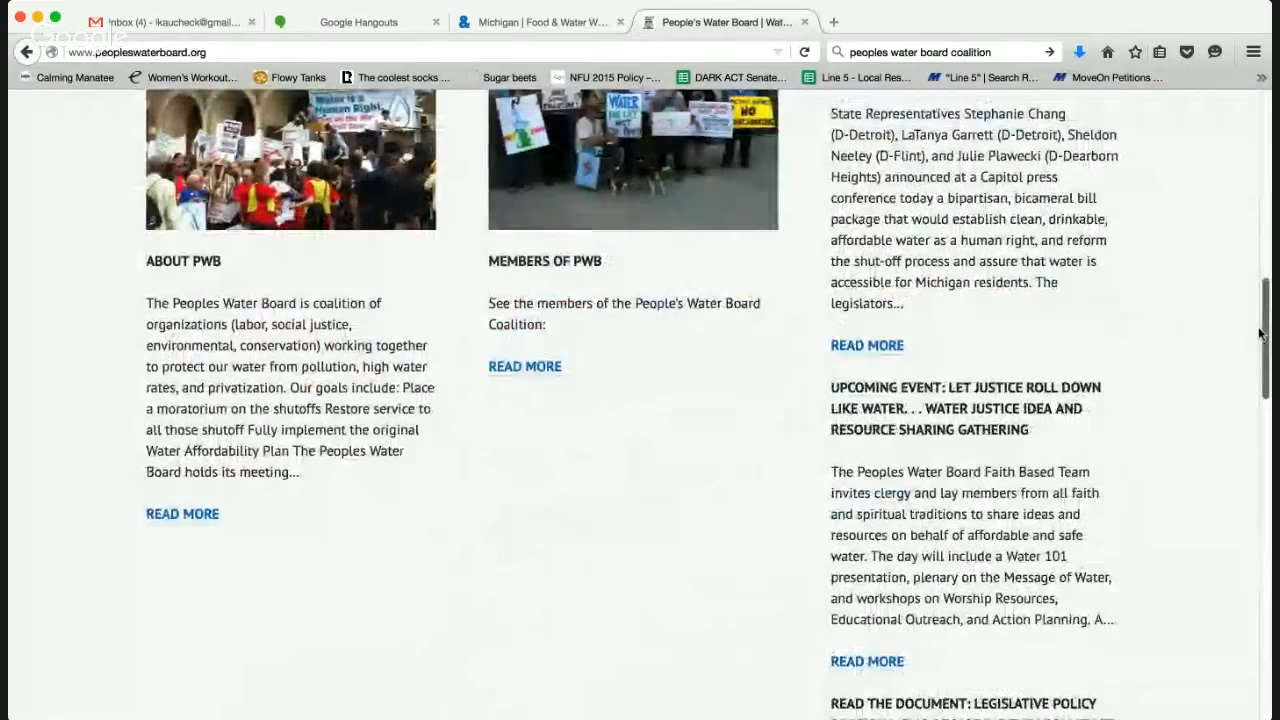 Inbox (4) - lkaucheck@gmail....
Google Hangouts
Michigan | Food & Water W...
People's Water Board | Wat...
Google
www.peopleswaterboard.org
peoples water board coalition
Calming Manatee
Women's Workout...
Flowy Tanks
The coolest socks ...
Sugar beets
NFU 2015 Policy –...
DARK ACT Senate...
Line 5 - Local Res...
"Line 5" | Search R...
MoveOn Petitions ...
Water is a
Human Right
WATER
NO
ABOUT PWB
The Peoples Water Board is coalition of
organizations (labor, social justice,
environmental, conservation) working together
to protect our water from pollution, high water
rates, and privatization. Our goals include: Place
a moratorium on the shutoffs Restore service to
all those shutoff Fully implement the original
Water Affordability Plan The Peoples Water
Board holds its meeting...
READ MORE
MEMBERS OF PWB
See the members of the People's Water Board
Coalition:
READ MORE
State Representatives Stephanie Chang
(D-Detroit), LaTanya Garrett (D-Detroit), Sheldon
Neeley (D-Flint), and Julie Plawecki (D-Dearborn
Heights) announced at a Capitol press
conference today a bipartisan, bicameral bill
package that would establish clean, drinkable,
affordable water as a human right, and reform
the shut-off process and assure that water is
accessible for Michigan residents. The
legislators...
READ MORE
UPCOMING EVENT: LET JUSTICE ROLL DOWN
LIKE WATER. . . WATER JUSTICE IDEA AND
RESOURCE SHARING GATHERING
The Peoples Water Board Faith Based Team
invites clergy and lay members from all faith
and spiritual traditions to share ideas and
resources on behalf of affordable and safe
water. The day will include a Water 101
presentation, plenary on the Message of Water,
and workshops on Worship Resources,
Educational Outreach, and Action Planning. A...
READ MORE
READ THE DOCUMENT: LEGISLATIVE POLICY